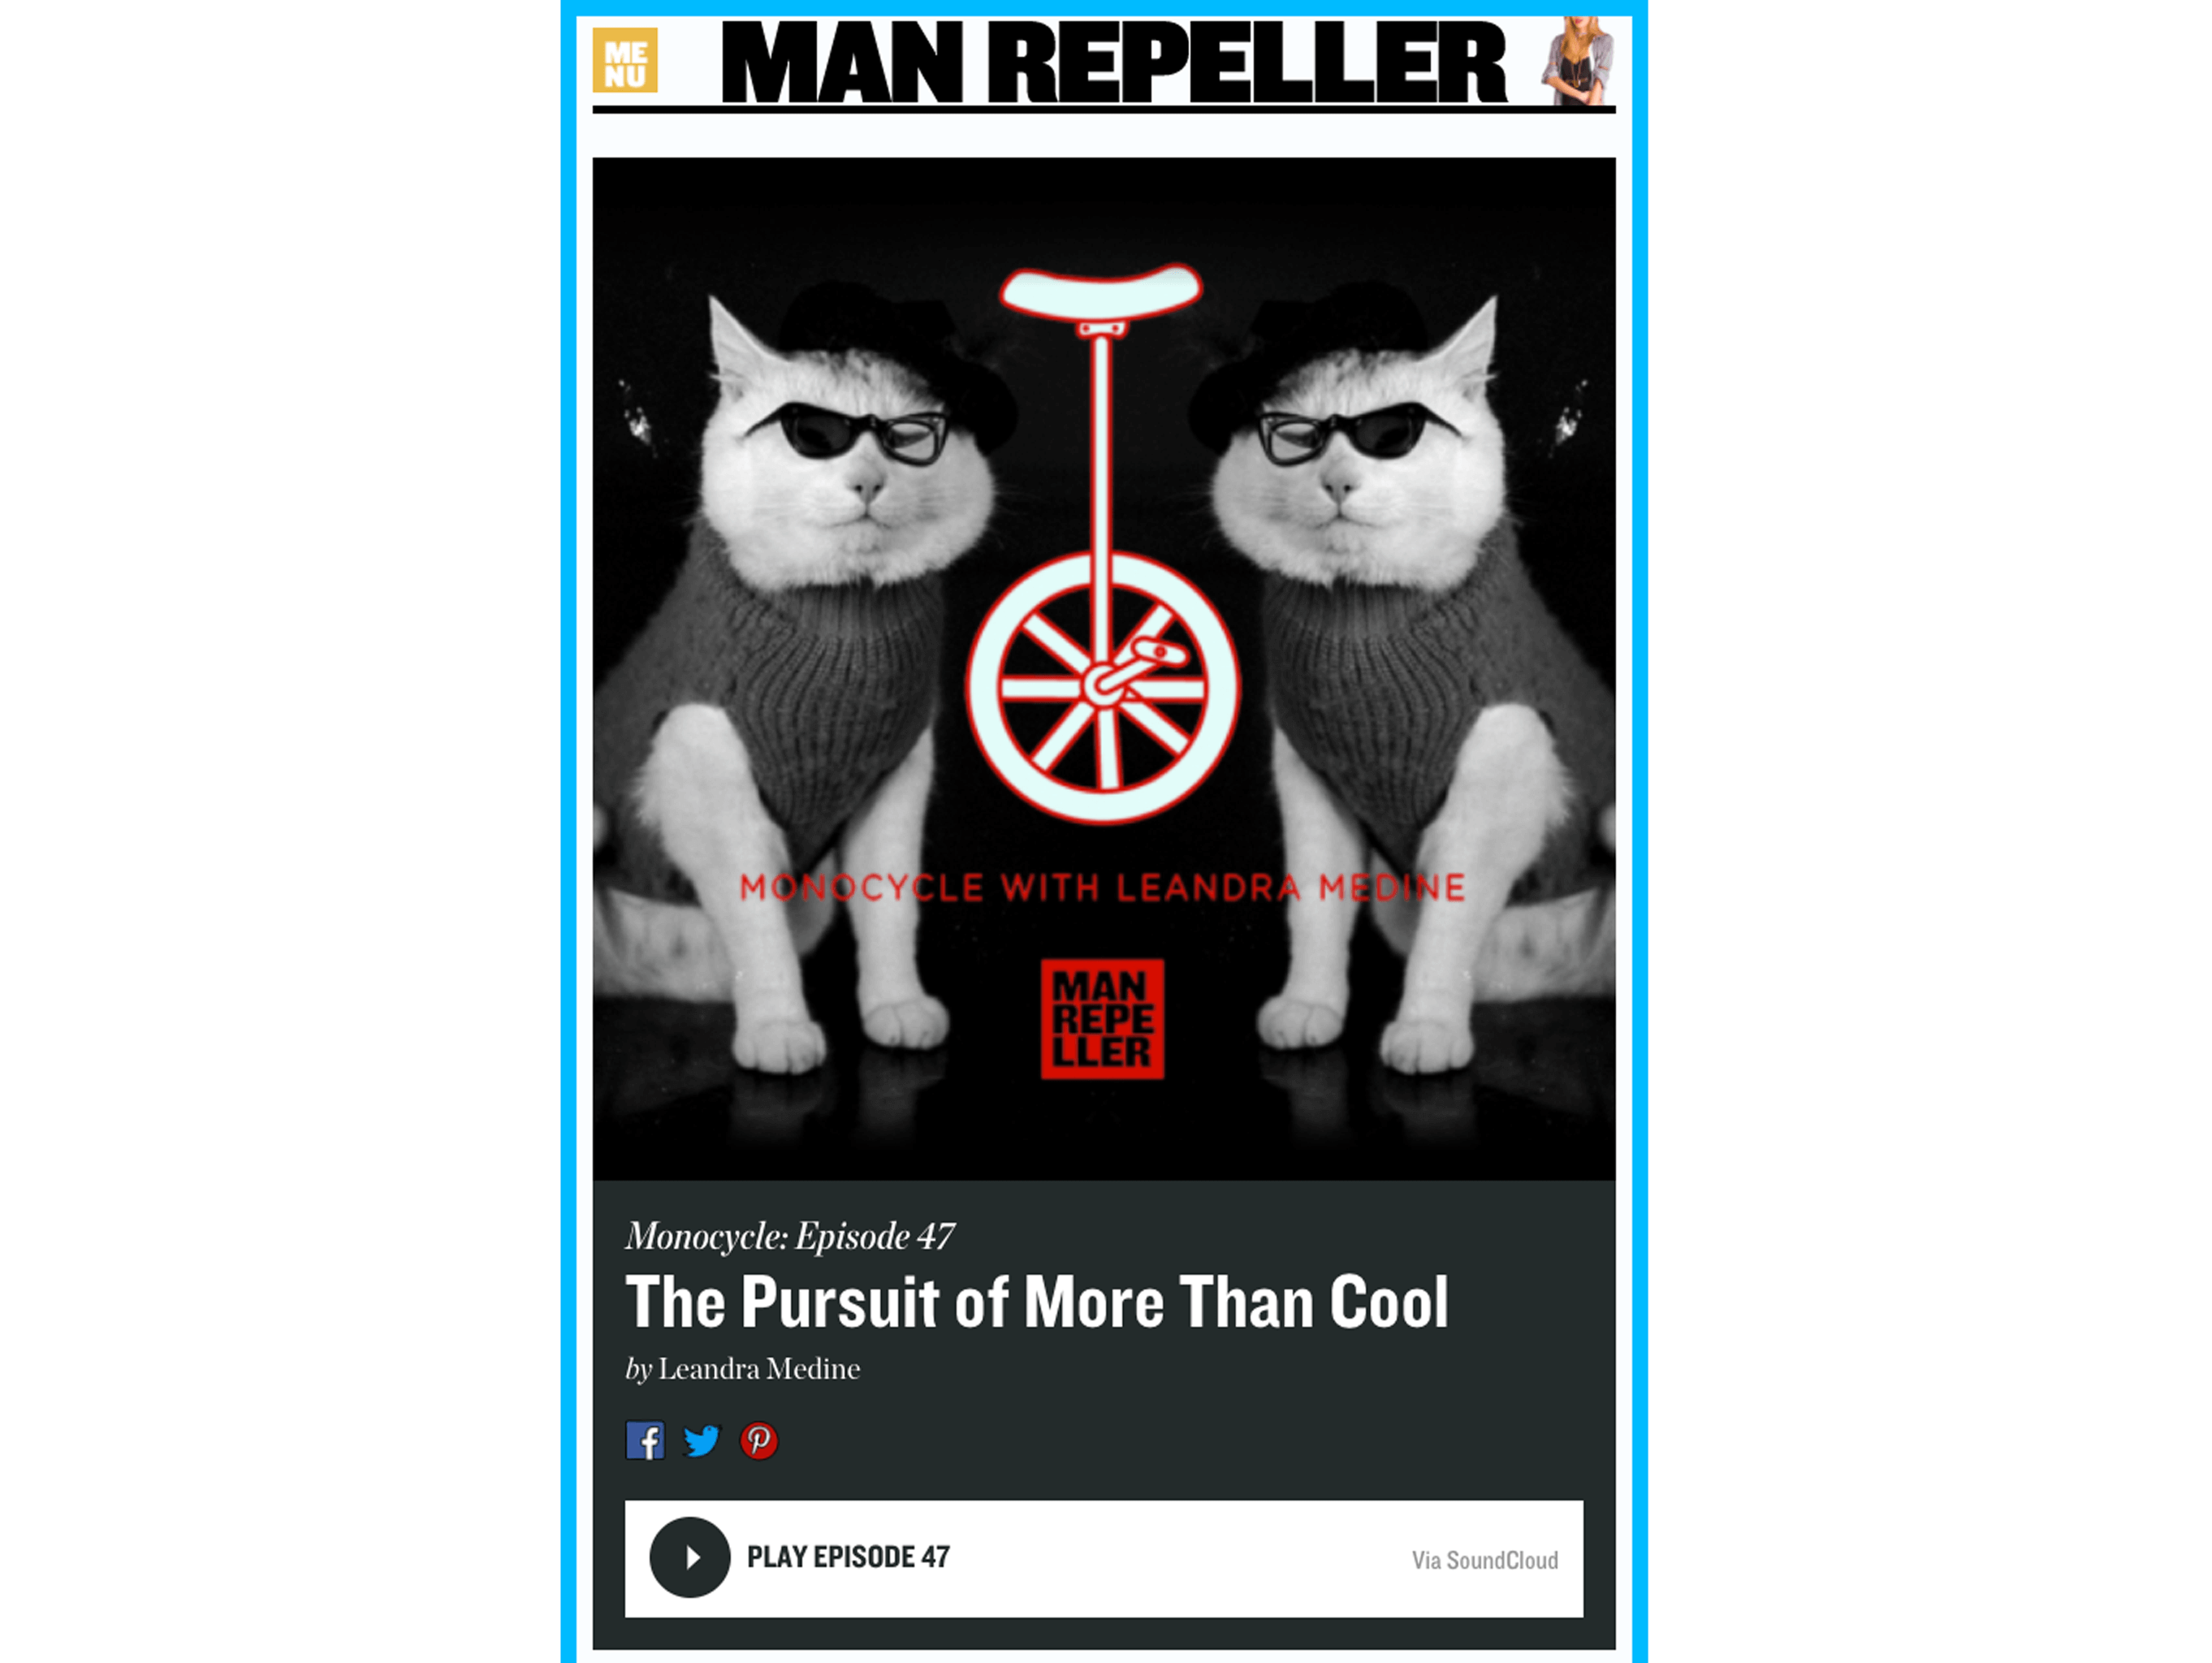 ME
NU
MAN REPELLER
MONOCYCLE WITH LEANDRA MEDINE
MAN
REPE
LLER
Monocycle: Episode 47
The Pursuit of More Than Cool
by Leandra Medine
PLAY EPISODE 47
Via SoundCloud